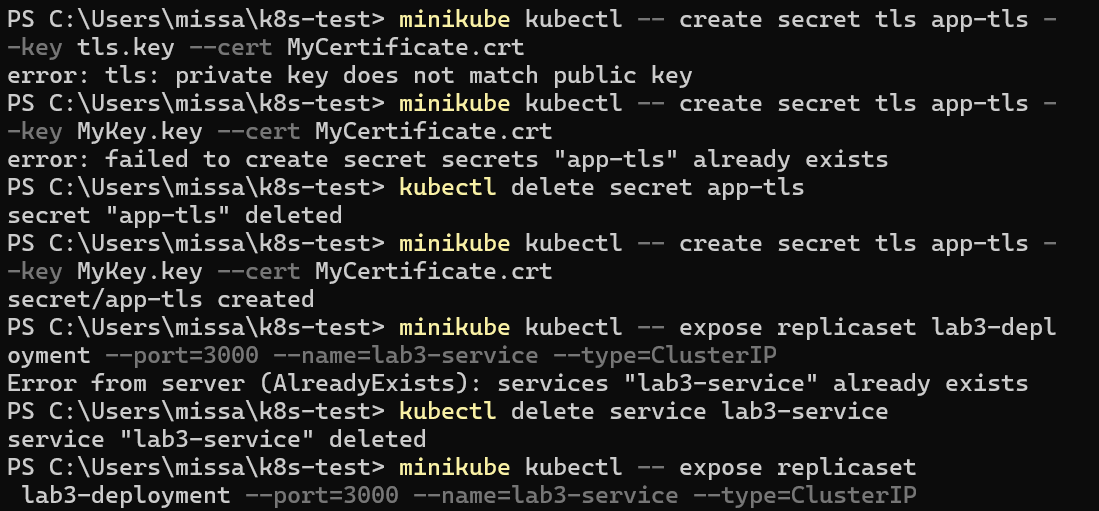 PS C:\Users\missa\k8s-test> minikube kubectl -- create secret tls app-tls -
-key tls.key --cert MyCertificate.crt
error: tls: private key does not match public key
PS C:\Users\missa\k8s-test> minikube kubectl -- create secret tls app-tls -
-key MyKey.key --cert MyCertificate.crt
error: failed to create secret secrets "app-tls" already exists
PS C:\Users\missa\k8s-test> kubectl delete secret app-tls
secret "app-tls" deleted
PS C:\Users\missa\k8s-test> minikube kubectl -- create secret tls app-tls -
-key MyKey.key --cert MyCertificate.crt
secret/app-tls created
PS C:\Users\missa\k8s-test> minikube kubectl -- expose replicaset lab3-depl
oyment --port=3000 --name=lab3-service --type=ClusterIP
Error from server (AlreadyExists): services "lab3-service" already exists
PS C:\Users\missa\k8s-test> kubectl delete service lab3-service
service "lab3-service" deleted
PS C:\Users\missa\k8s-test> minikube kubectl -- expose replicaset
 lab3-deployment --port=3000 --name=lab3-service --type=ClusterIP